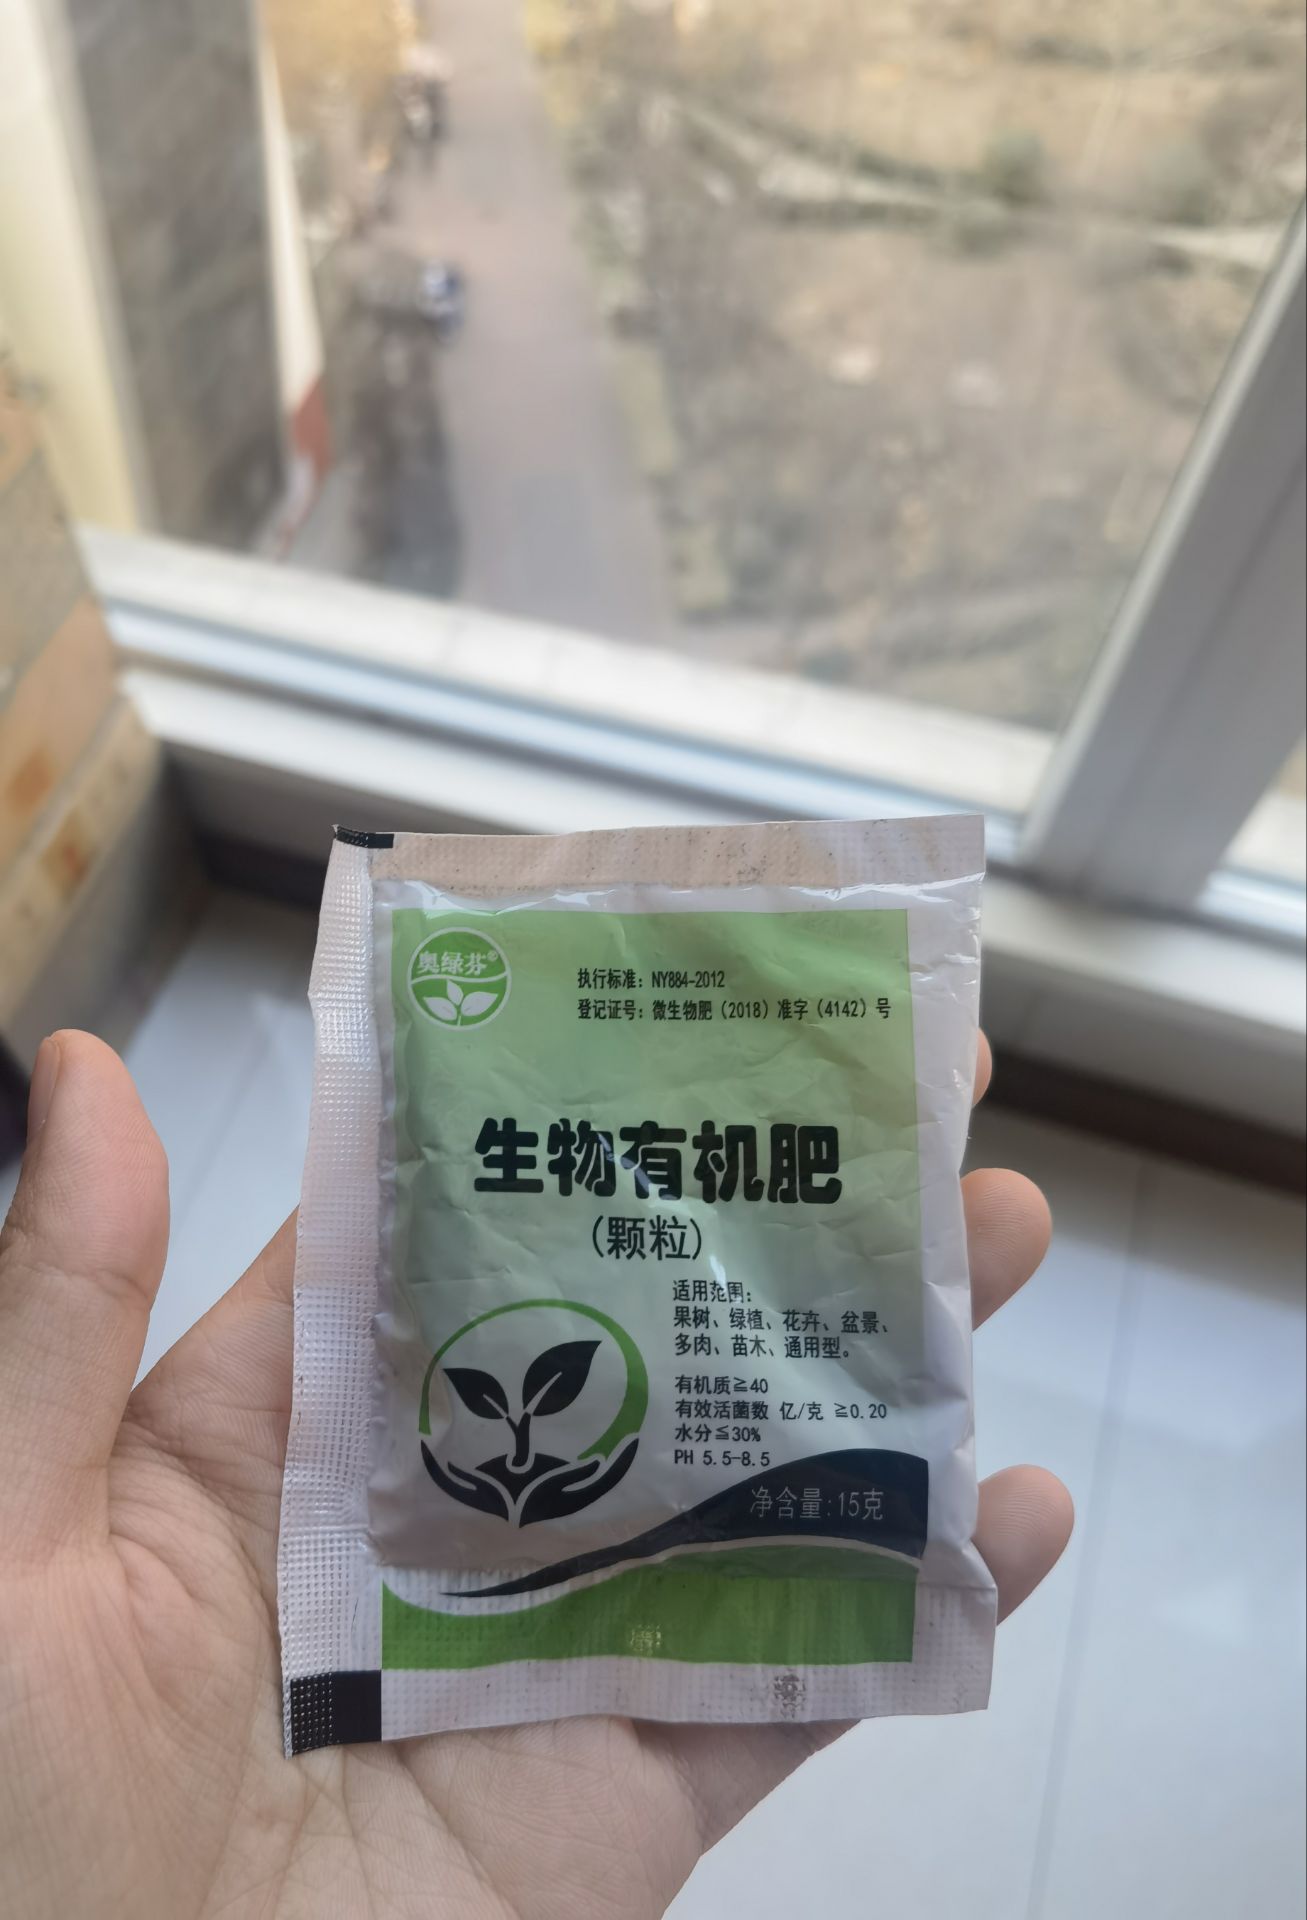 奥绿芬®
执行标准：NY884-2012
登记证号：微生物肥（2018）准字（4142）号
生物有机肥
（颗粒）
适用范围：
果树、绿植、花卉、盆景、
多肉、苗木、通用型。
有机质≧40
有效活菌数 亿/克 ≧0.20
水分≦30%
PH 5.5-8.5
净含量:15克